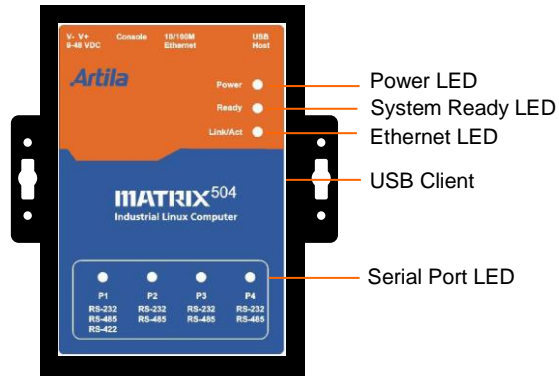 V- V+ Console 10/100M USB
9-48 VDC Ethernet Host
Artila
Power
Ready
Link/Act
Power LED
System Ready LED
Ethernet LED
USB Client
MATRIX504
Industrial Linux Computer
Serial Port LED
P1 P2 P3 P4
RS-232 RS-232 RS-232 RS-232
RS-485 RS-485 RS-485 RS-485
RS-422